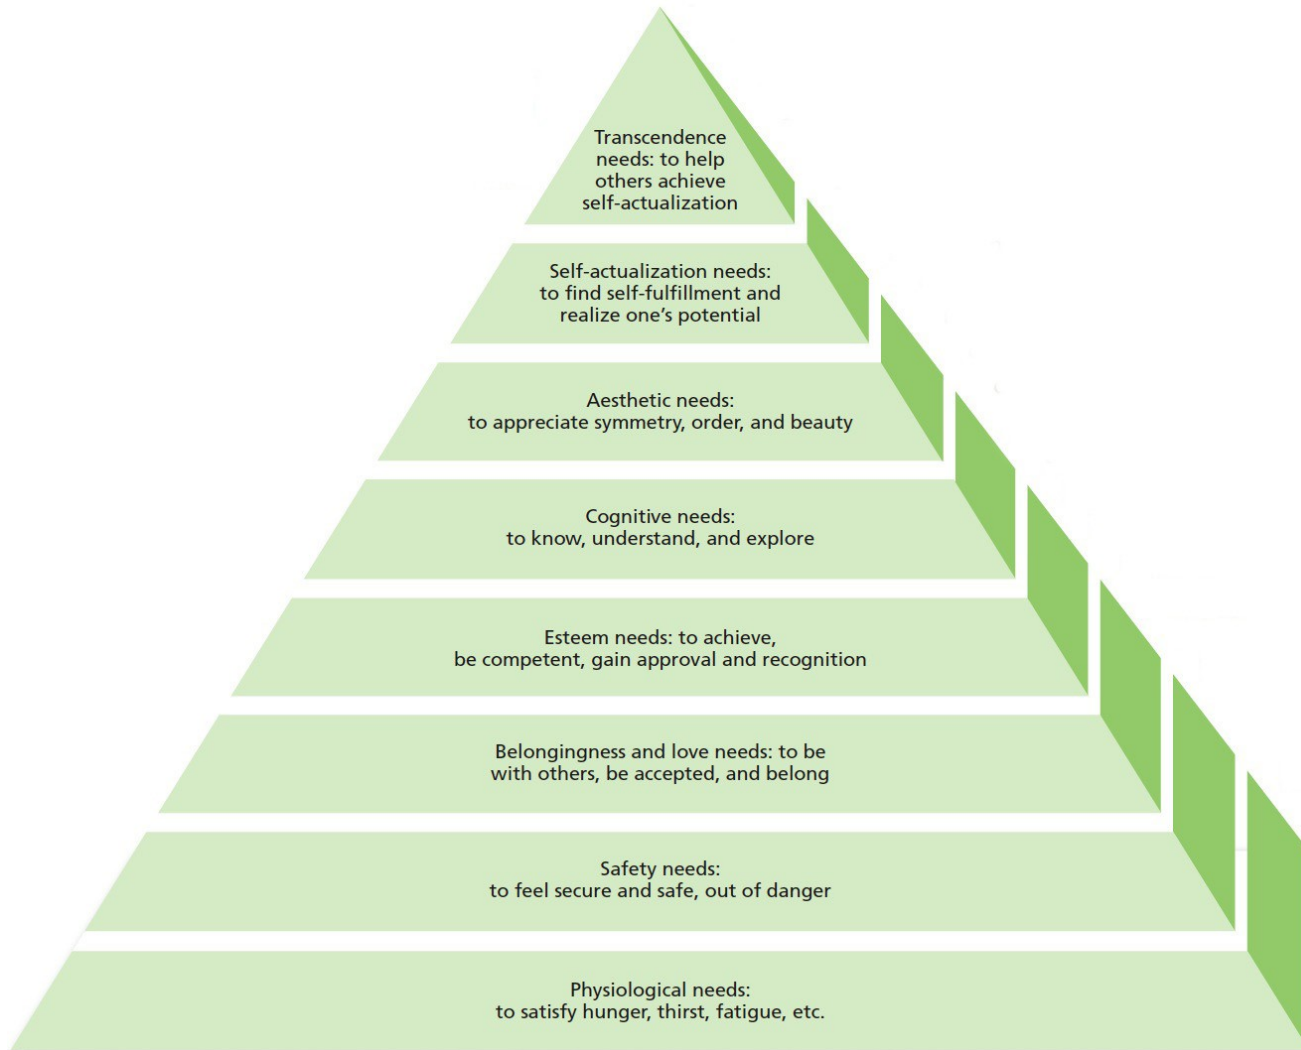 Transcendence
needs: to help
others achieve
self-actualization
Self-actualization needs:
to find self-fulfillment and
realize one’s potential
Aesthetic needs:
to appreciate symmetry, order, and beauty
Cognitive needs:
to know, understand, and explore
Esteem needs: to achieve,
be competent, gain approval and recognition
Belongingness and love needs: to be
with others, be accepted, and belong
Safety needs:
to feel secure and safe, out of danger
Physiological needs:
to satisfy hunger, thirst, fatigue, etc.